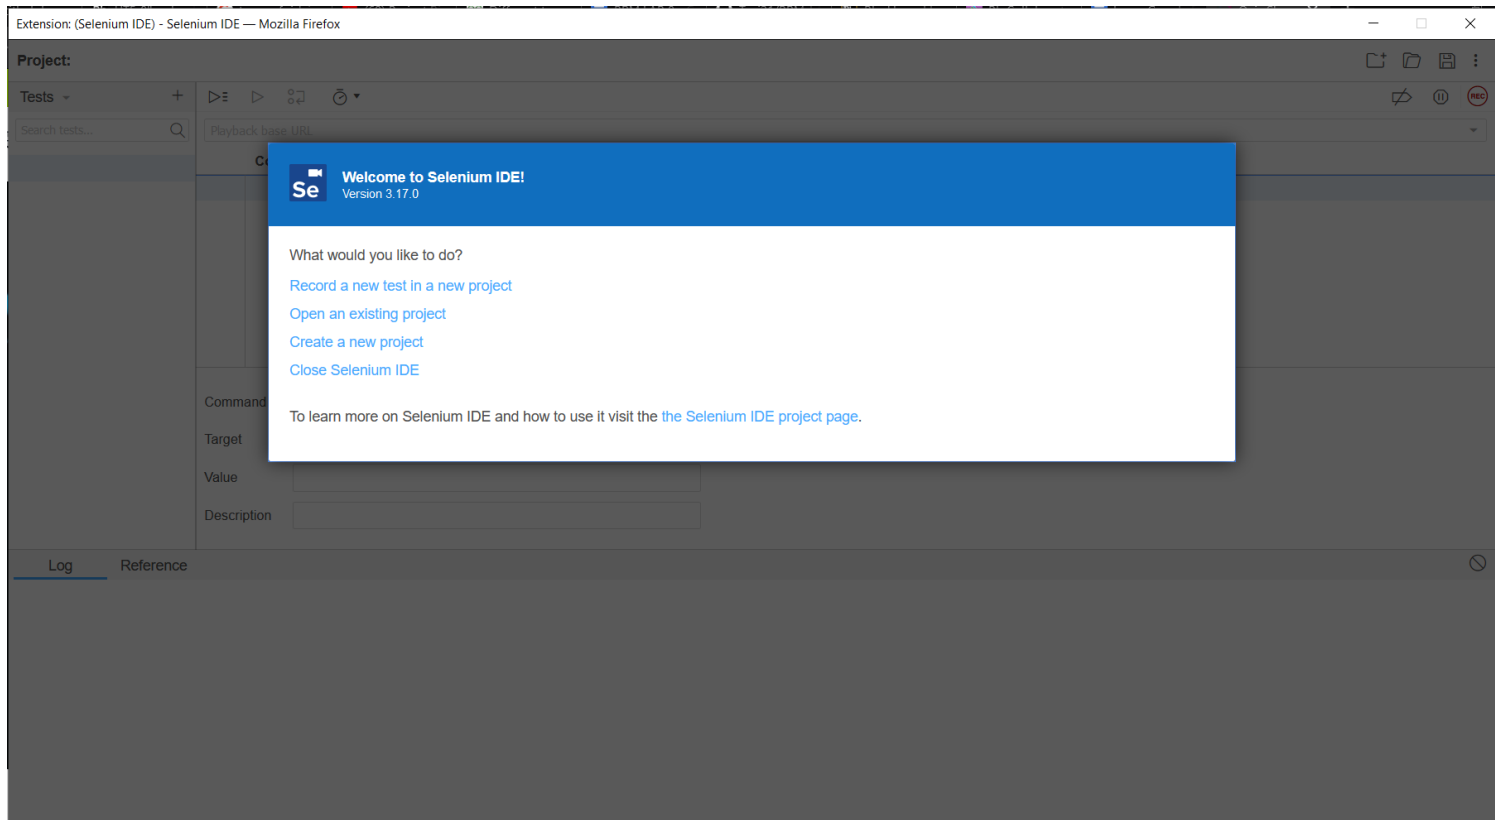 Extension: (Selenium IDE) - Selenium IDE — Mozilla Firefox
Project:
Tests
Search tests...
REC
Playback base URL
Se
Welcome to Selenium IDE!
Version 3.17.0
What would you like to do?
Record a new test in a new project
Open an existing project
Create a new project
Close Selenium IDE
To learn more on Selenium IDE and how to use it visit the the Selenium IDE project page.
Command
Target
Value
Description
Log Reference